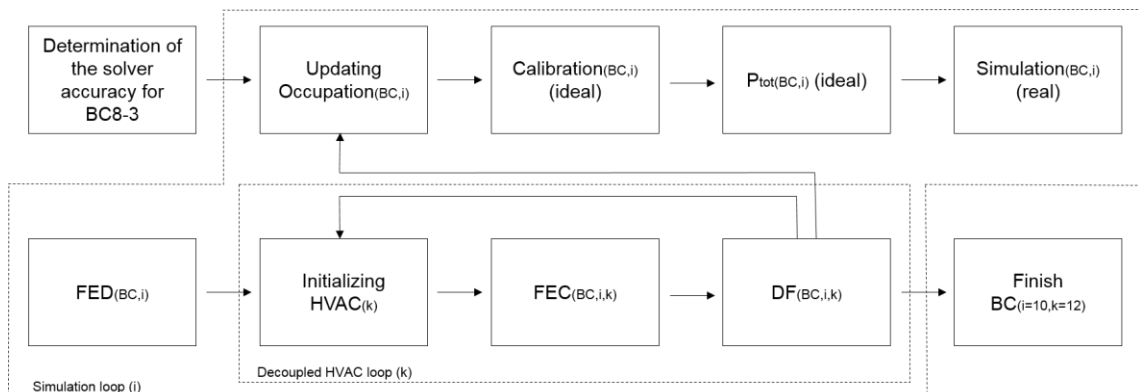 Determination of
the solver
accuracy for
BC8-3
Updating
Occupation(BC,i)
Calibration(BC,i)
(ideal)
Ptot(BC,i) (ideal)
Simulation(BC,i)
(real)
FED(BC,i)
Initializing
HVAC(k)
FEC(BC,i,k)
DF(BC,i,k)
Finish
BC(i=10,k=12)
Decoupled HVAC loop (k)
Simulation loop (i)